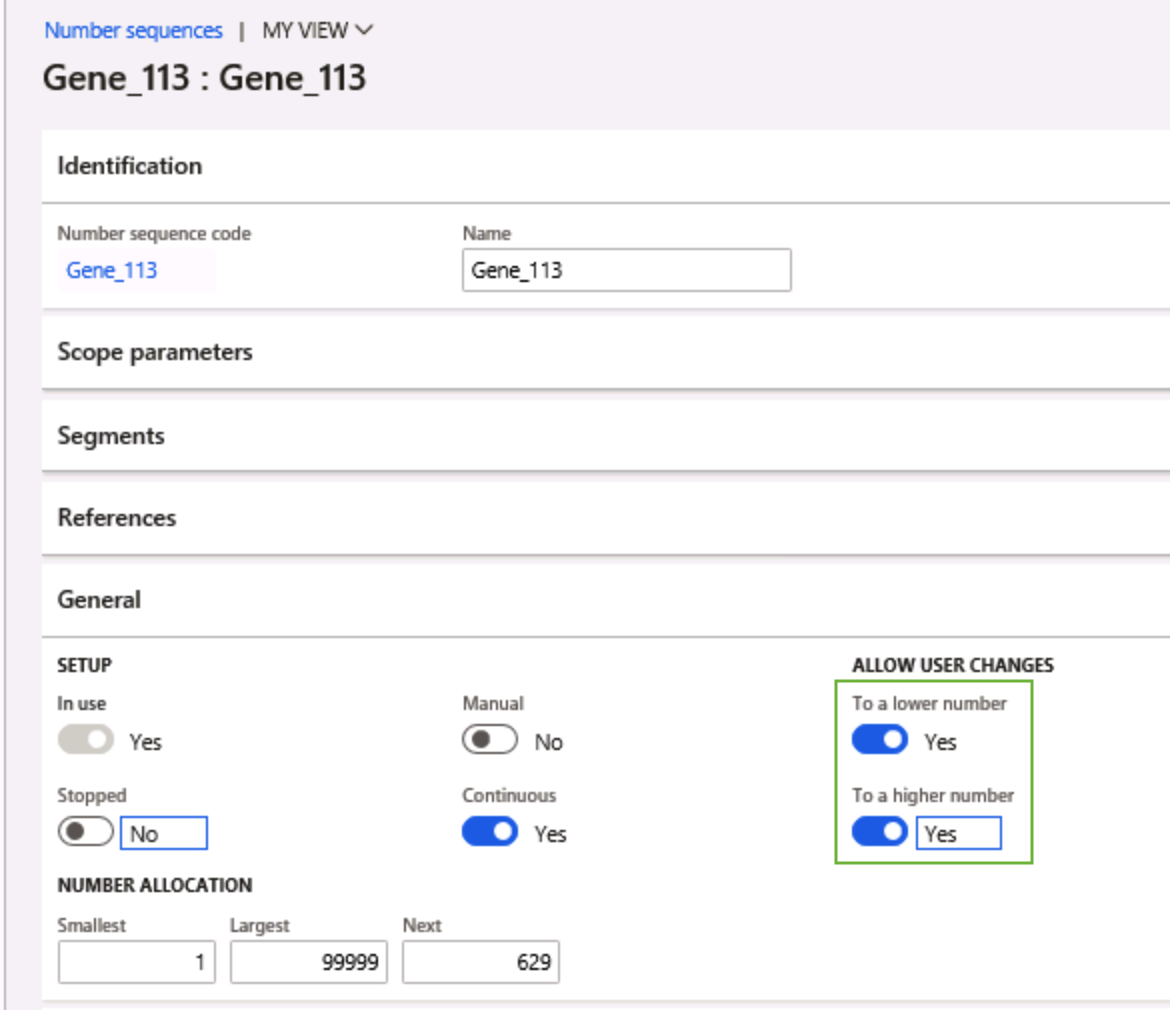 Number sequences | MY VIEW
Gene_113 : Gene_113
Identification
Number sequence code Name
Gene_113 Gene_113
Scope parameters
Segments
References
General
SETUP ALLOW USER CHANGES
In use Manual To a lower number
Yes No Yes
Stopped Continuous To a higher number
No Yes Yes
NUMBER ALLOCATION
Smallest Largest Next
1 99999 629